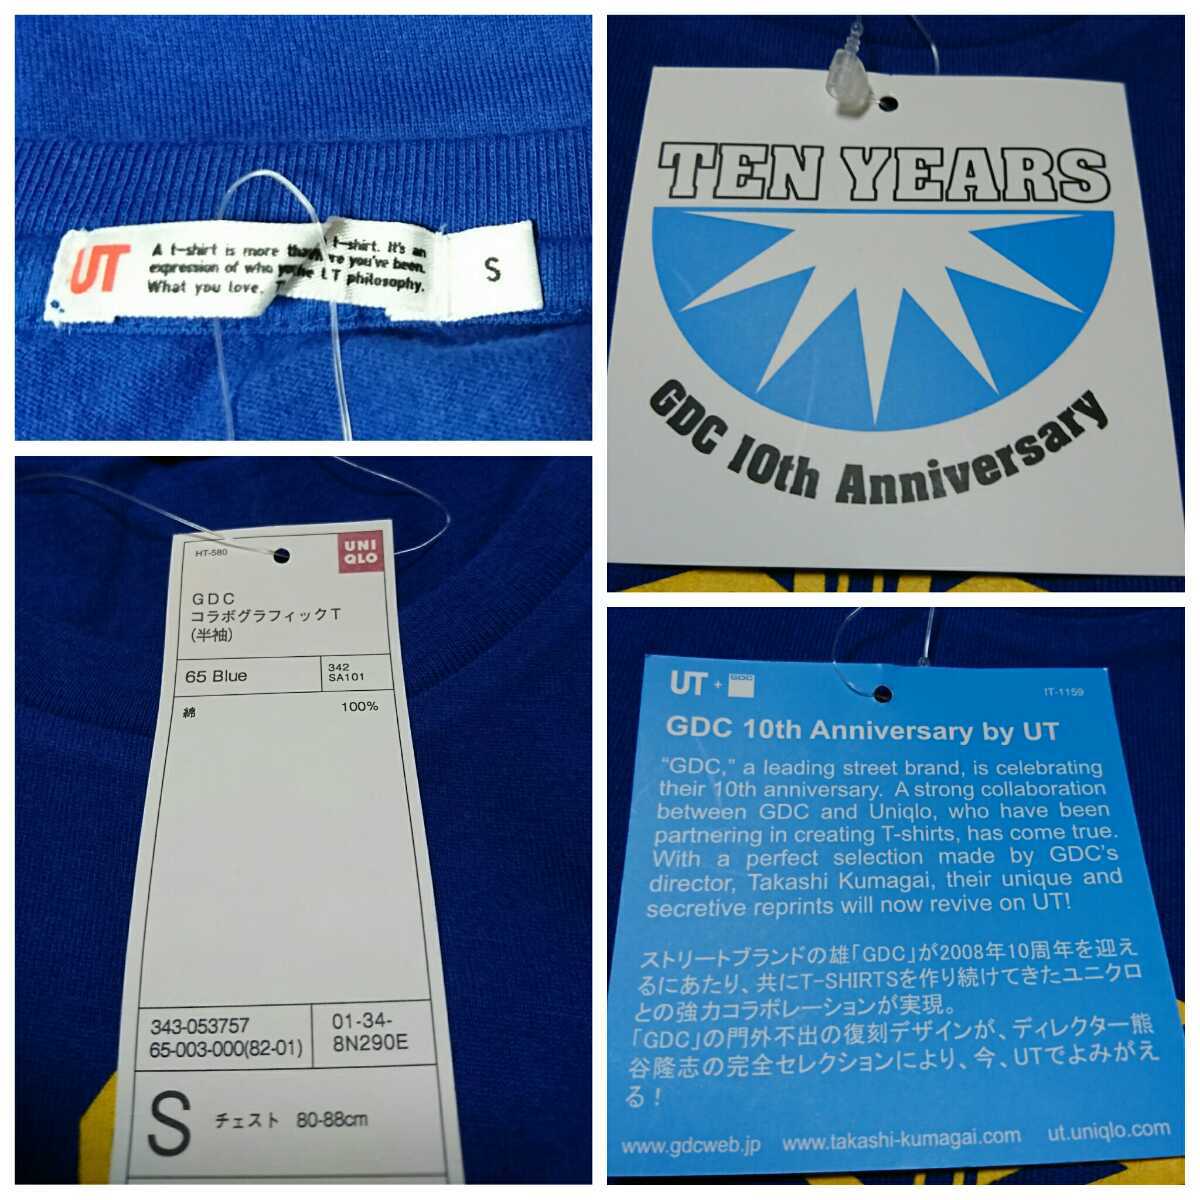 UT
A t-shirt is more t-shirt. It's an
expression of who you've been,
What you love. UT philosophy.
S
TEN YEARS
GDC 10th Anniversary
HT-580
UNI
QLO
GDC
コラボグラフィックT
(半袖)
65 Blue
342
SA101
綿 100%
343-053757
65-003-000(82-01)
01-34-
8N290E
S チェスト 80-88cm
UT + GDC
IT-1159
GDC 10th Anniversary by UT
“GDC,” a leading street brand, is celebrating
their 10th anniversary. A strong collaboration
between GDC and Uniqlo, who have been
partnering in creating T-shirts, has come true.
With a perfect selection made by GDC's
director, Takashi Kumagai, their unique and
secretive reprints will now revive on UT!
ストリートブランドの雄「GDC」が2008年10周年を迎え
るにあたり、共にT-SHIRTSを作り続けてきたユニクロ
との強力コラボレーションが実現。
「GDC」の門外不出の復刻デザインが、ディレクター熊
谷隆志の完全セレクションにより、今、UTでよみがえ
る!
www.gdcweb.jp www.takashi-kumagai.com ut.uniqlo.com